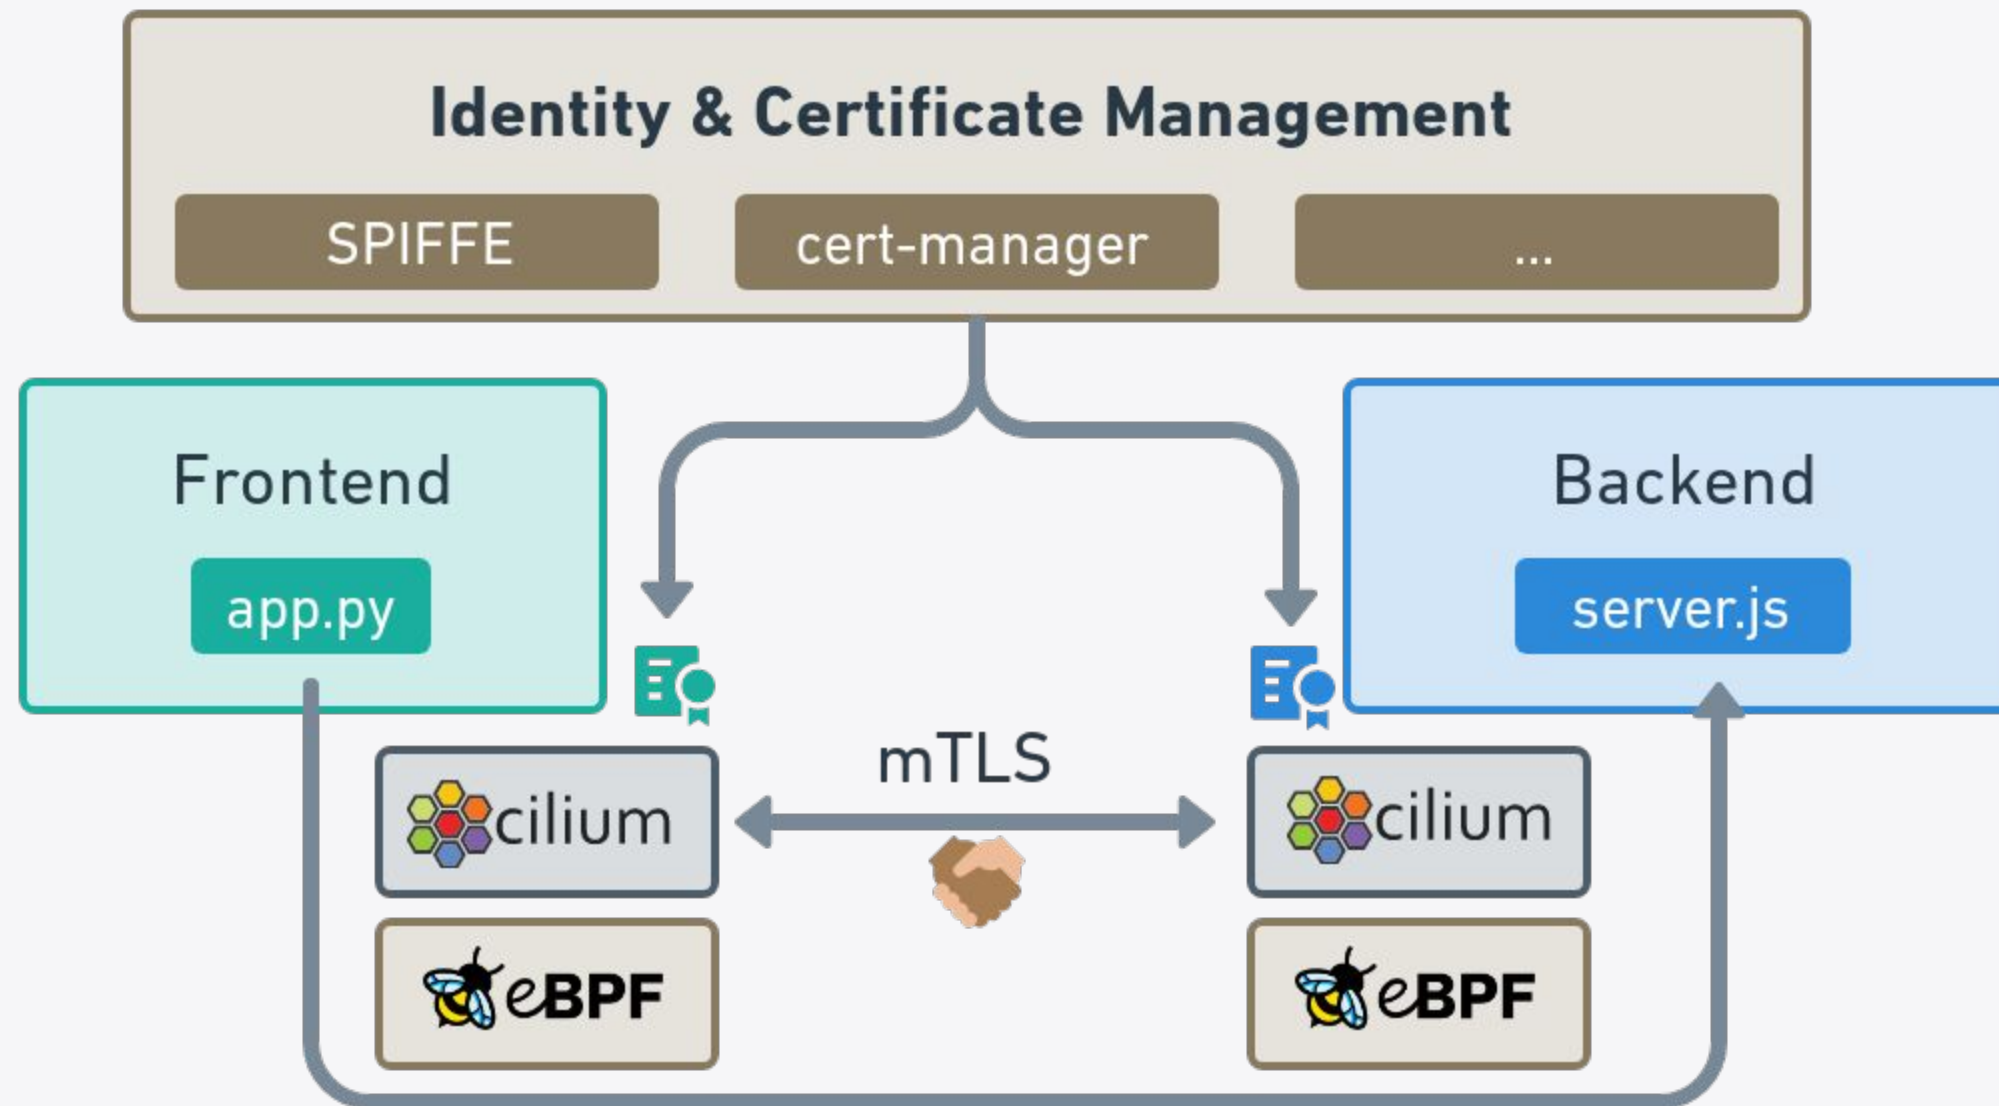 Identity & Certificate Management
SPIFFE
cert-manager
...
Frontend
app.py
Backend
server.js
mTLS
cilium
cilium
eBPF
eBPF